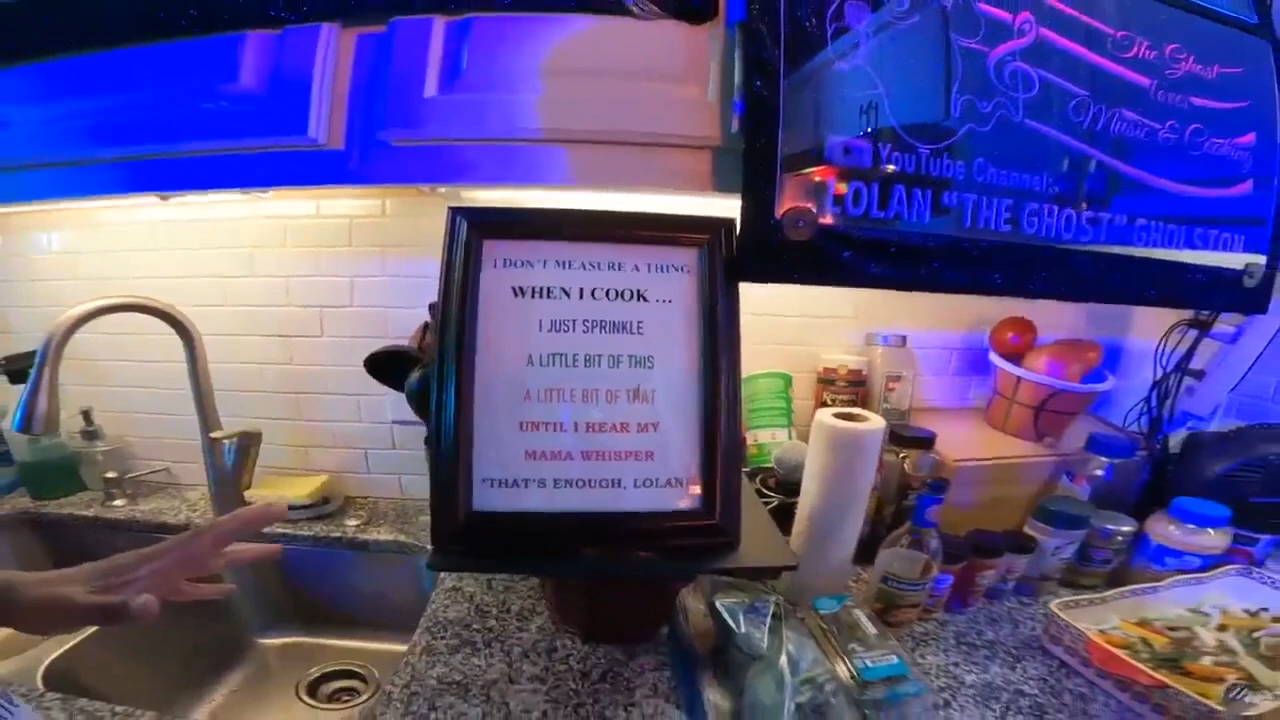 I DON'T MEASURE A THING
WHEN I COOK ...
I JUST SPRINKLE
A LITTLE BIT OF THIS
A LITTLE BIT OF THAT
UNTIL I HEAR MY
MAMA WHISPER
"THAT'S ENOUGH, LOLAN
The Ghost
Loves
Music & Cooking
YouTube Channel:
LOLAN "THE GHOST" GHOLSTON